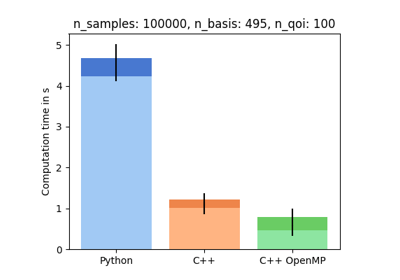 n_samples: 100000, n_basis: 495, n_qoi: 100
Computation time in s
5
4
3
2
1
0
Python
C++
C++ OpenMP